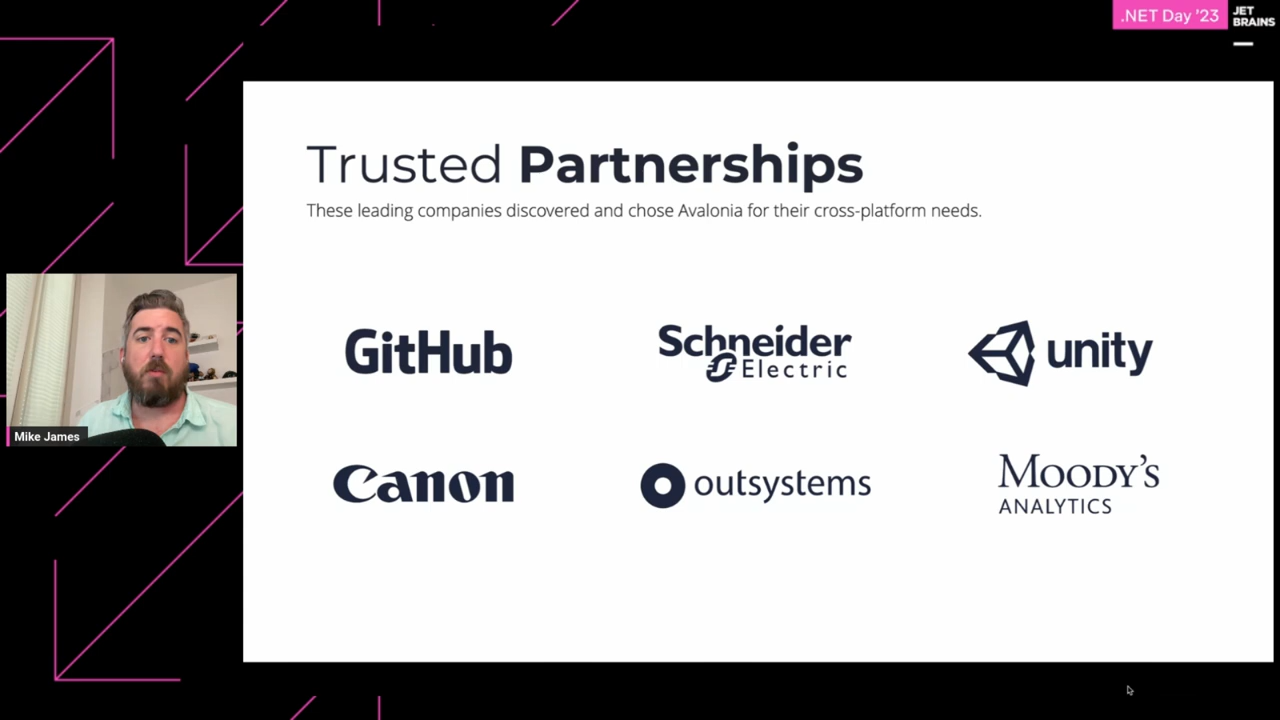 .NET Day '23
JET
BRAINS
Trusted Partnerships
These leading companies discovered and chose Avalonia for their cross-platform needs.
GitHub
Schneider
Electric
unity
Canon
outsystems
MOODY'S
ANALYTICS
Mike James